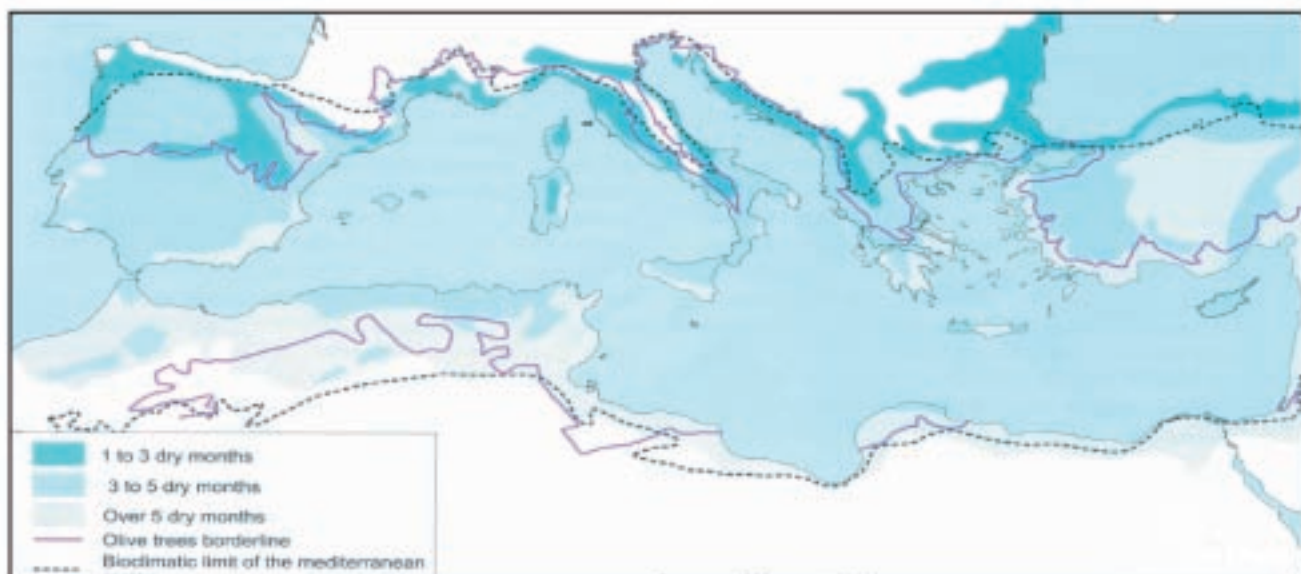 1 to 3 dry months
3 to 5 dry months
Over 5 dry months
Olive trees borderline
Bioclimatic limit of the mediterranean